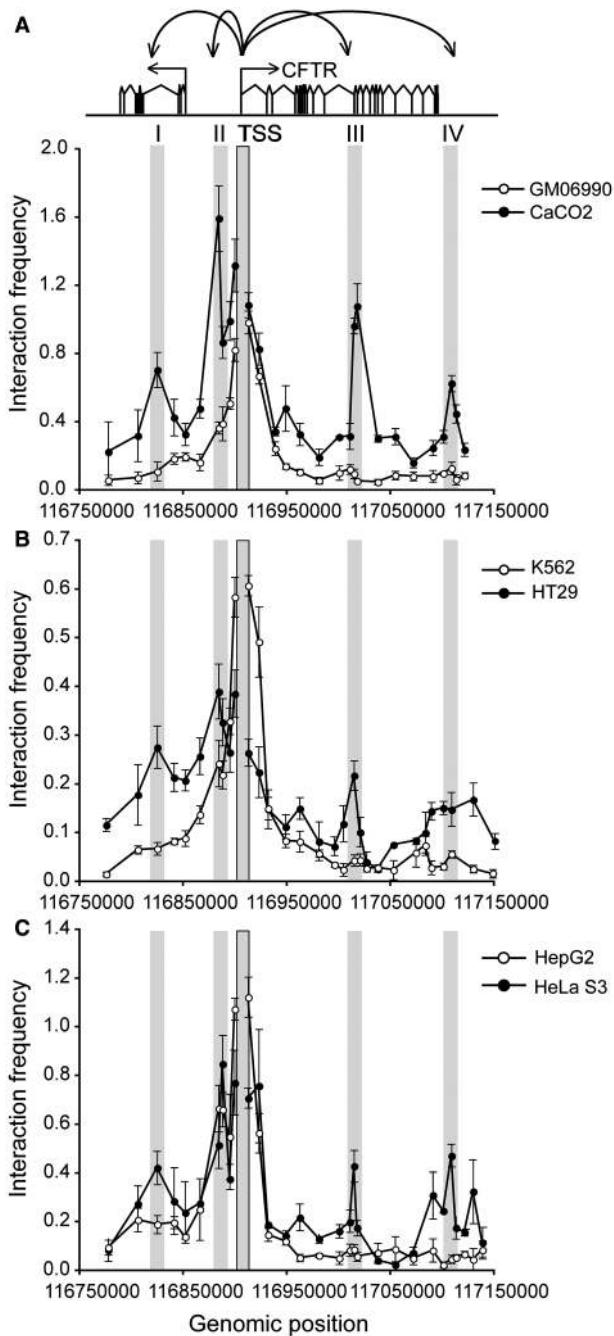 A
CFTR
I II TSS III IV
2.0
1.6
1.2
0.8
0.4
0.0
Interaction frequency
GM06990
CaCO2
116750000 116850000 116950000 117050000 117150000
B
0.7
0.6
0.5
0.4
0.3
0.2
0.1
0.0
Interaction frequency
K562
HT29
116750000 116850000 116950000 117050000 117150000
C
1.4
1.2
1.0
0.8
0.6
0.4
0.2
0.0
Interaction frequency
HepG2
HeLa S3
116750000 116850000 116950000 117050000 117150000
Genomic position